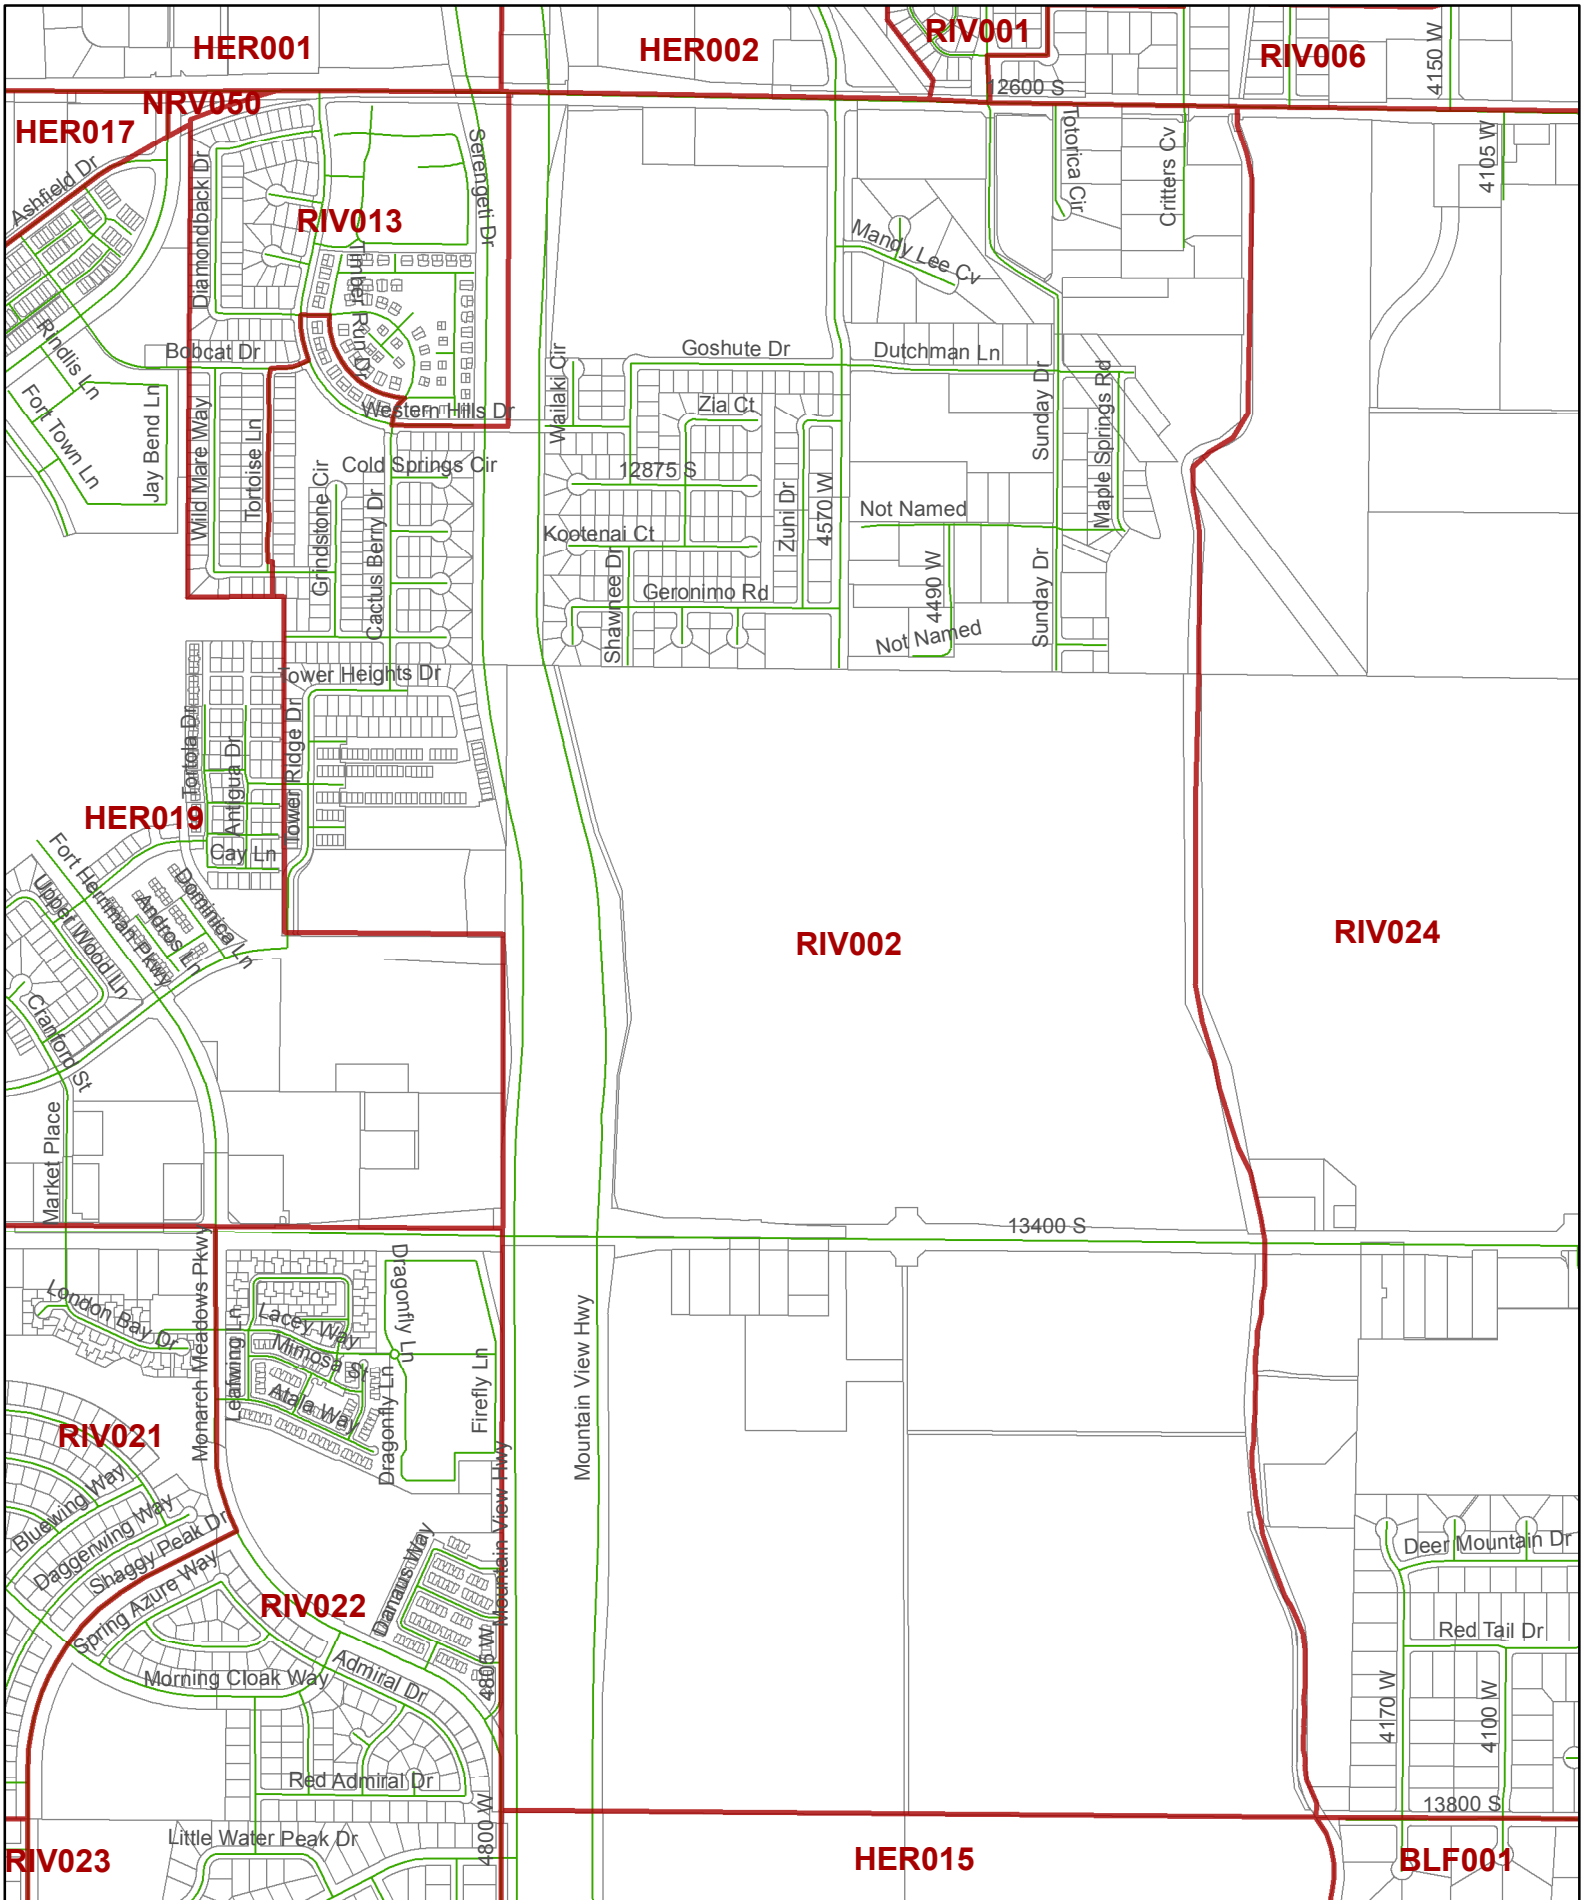 HER001
HER002
RIV001
RIV006
4150 W
12600 S
NRV050
HER017
Ashfield Dr
Diamondback Dr
RIV013
Serengeti Dr
Totorica Cir
Critters Cv
4105 W
Mandy Lee Cv
Timber Run Dr
Rindlis Ln
Bobcat Dr
Goshute Dr
Dutchman Ln
Fort Town Ln
Jay Bend Ln
Wild Mare Way
Tortoise Ln
Western Hills Dr
Wailaki Cir
Zia Ct
Sunday Dr
Maple Springs Rd
Cold Springs Cir
12875 S
Grindstone Cir
Cactus Berry Dr
Zuni Dr
4570 W
Not Named
Kootenai Ct
Shawnee Dr
Geronimo Rd
4490 W
Sunday Dr
Not Named
Tower Heights Dr
Tortola Dr
Antigua Dr
Tower Ridge Dr
HER019
Cay Ln
Fort Herriman Pkwy
Upper Wood Ln
Andros Ln
Dominica Ln
RIV002
RIV024
Cranford St
Market Place
13400 S
Monarch Meadows Pkwy
London Bay Dr
Leafwing Ln
Lacey Way
Mimosa St
Atala Way
Dragonfly Ln
Dragonfly Ln
Firefly Ln
Mountain View Hwy
Mountain View Hwy
RIV021
Bluewing Way
Daggerwing Way
Shaggy Peak Dr
Spring Azure Way
RIV022
Danaus Way
Deer Mountain Dr
Red Tail Dr
Morning Cloak Way
Admiral Dr
4805 W
4170 W
4100 W
Red Admiral Dr
13800 S
Little Water Peak Dr
4800 W
RIV023
HER015
BLF001